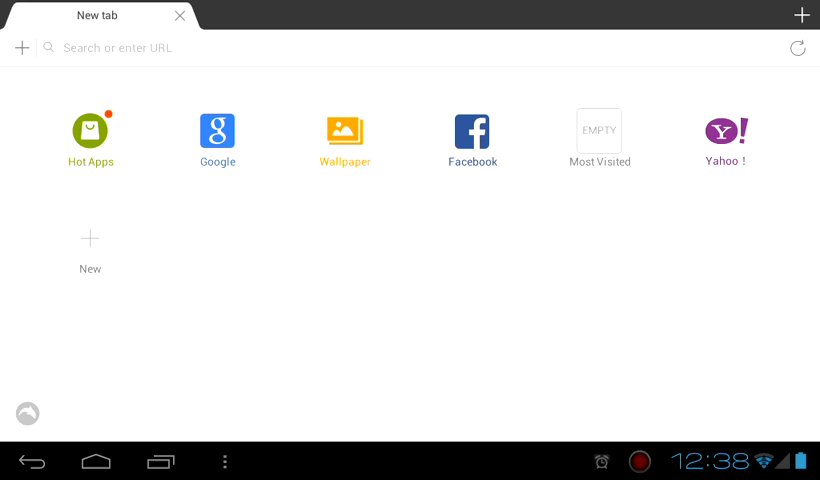 New tab
Search or enter URL
Hot Apps
Google
Wallpaper
Facebook
EMPTY
Most Visited
Yahoo !
New
12:38